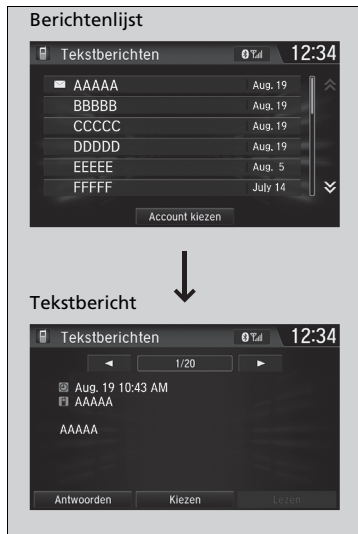 Berichtenlijst
Tekstberichten 12:34
AAAAA Aug. 19
BBBBB Aug. 19
CCCCC Aug. 19
DDDDD Aug. 19
EEEEE Aug. 5
FFFFF July 14
Account kiezen
Tekstbericht
Tekstberichten 12:34
1/20
Aug. 19 10:43 AM
AAAAA
AAAAA
Antwoorden Kiezen Lezen